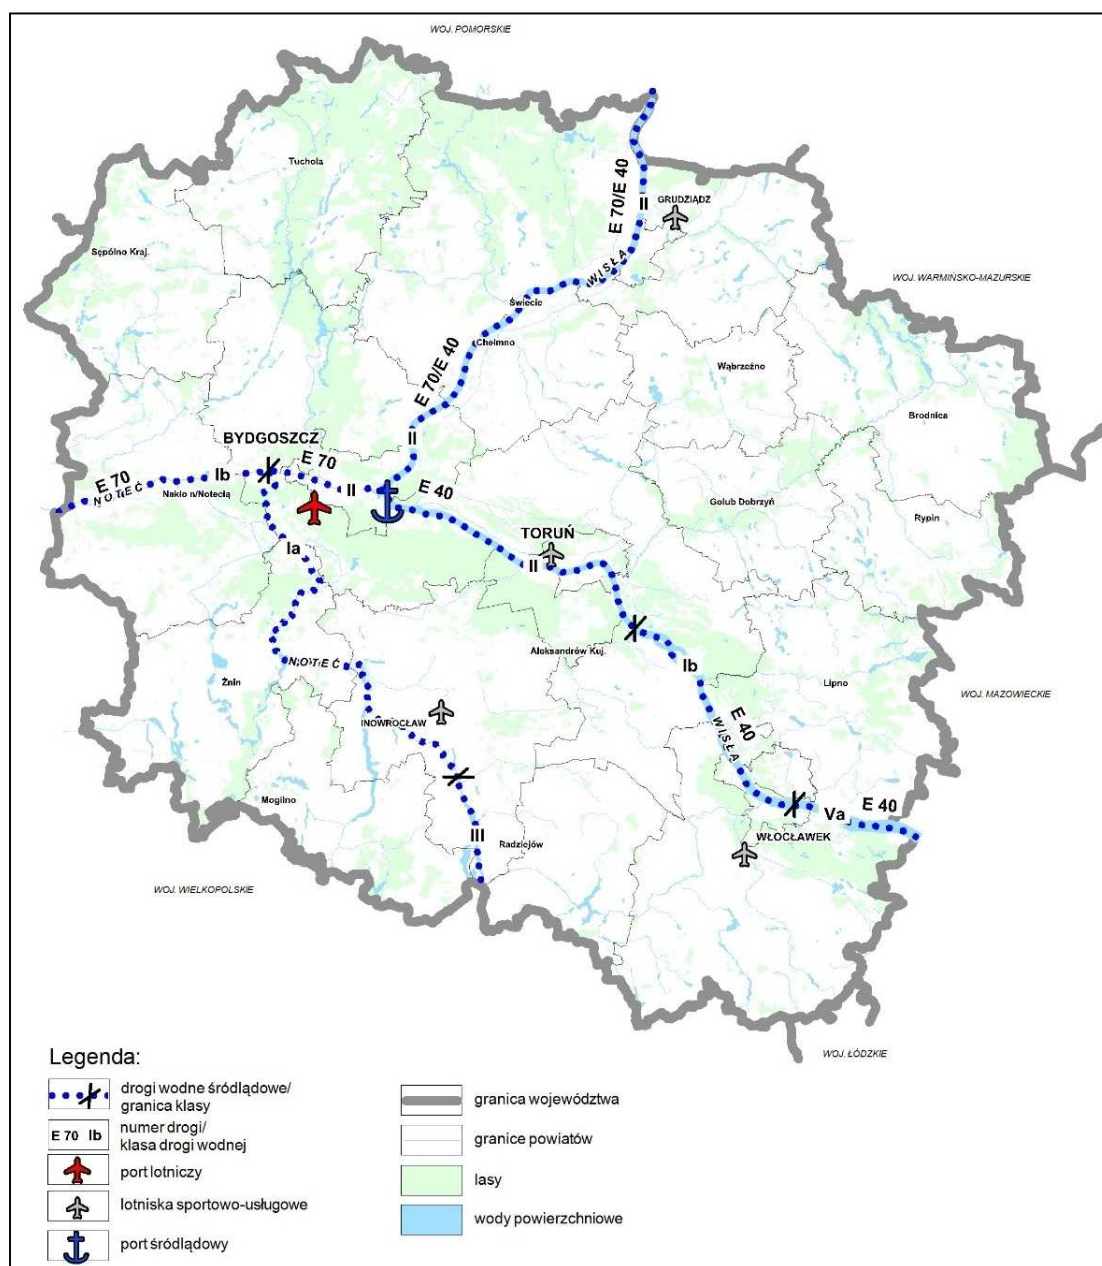 WOJ. POMORSKIE
Tuchola
E 70/E 40
II
GRUDZIĄDZ
Sępólno Kraj.
WISŁA
WOJ. WARMIŃSKO-MAZURSKIE
Świecie
Chełmno
E 70/E 40
Wąbrzeźno
Brodnica
II
BYDGOSZCZ
E 70
Ib
E 70
NOTEĆ
Nakło n/Notecią
II
E 40
Golub Dobrzyń
Rypin
TORUŃ
Ia
II
Aleksandrów Kuj.
NOTEĆ
Ib
Żnin
Lipno
WOJ. MAZOWIECKIE
INOWROCŁAW
E 40
WISŁA
Mogilno
E 40
Va
III
Radziejów
WŁOCŁAWEK
WOJ. WIELKOPOLSKIE
WOJ. ŁÓDZKIE
Legenda:
drogi wodne śródlądowe/
granica klasy
E 70 Ib
numer drogi/
klasa drogi wodnej
port lotniczy
lotniska sportowo-usługowe
port śródlądowy
granica województwa
granice powiatów
lasy
wody powierzchniowe